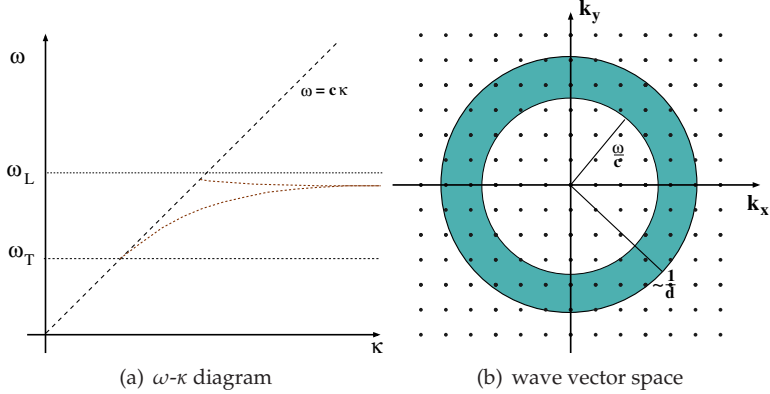 ω
ω = c κ
ω_L
ω_T
κ
(a) ω-κ diagram
k_y
ω/c
k_x
~ 1/d
(b) wave vector space